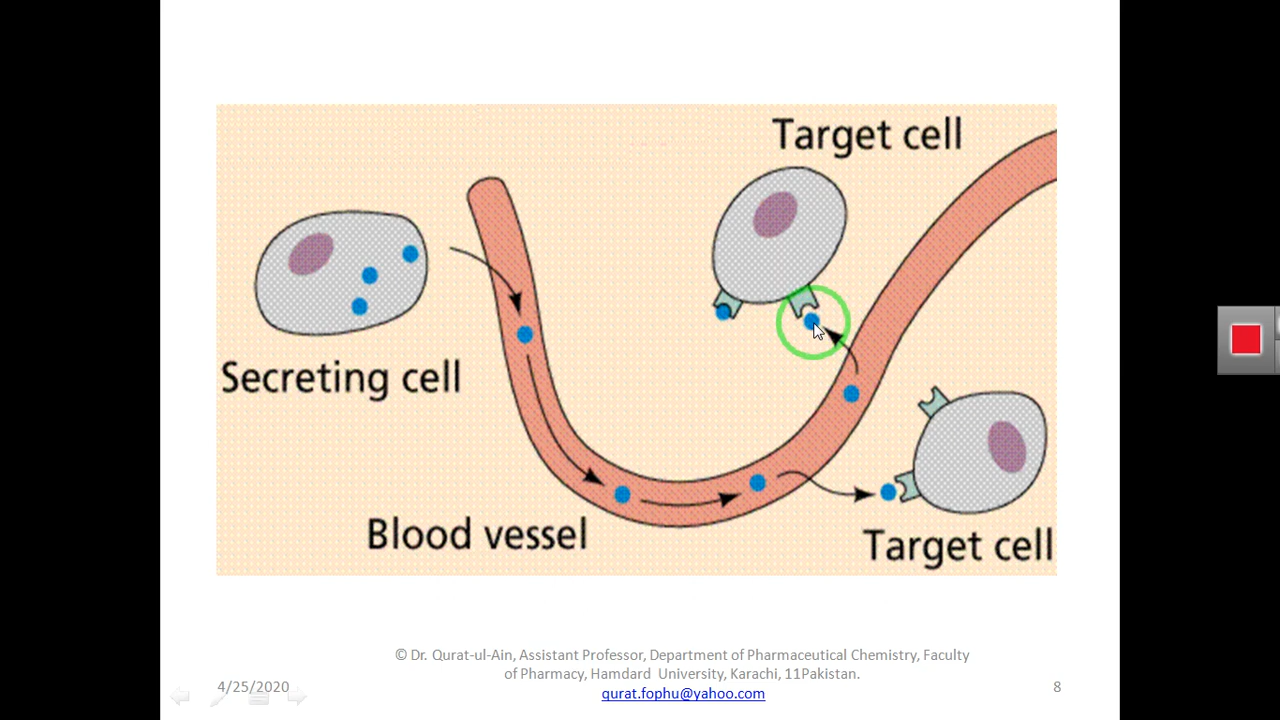 Target cell
Secreting cell
Blood vessel
Target cell
© Dr. Qurat-ul-Ain, Assistant Professor, Department of Pharmaceutical Chemistry, Faculty
of Pharmacy, Hamdard University, Karachi, 11Pakistan.
qurat.fophu@yahoo.com
4/25/2020
8